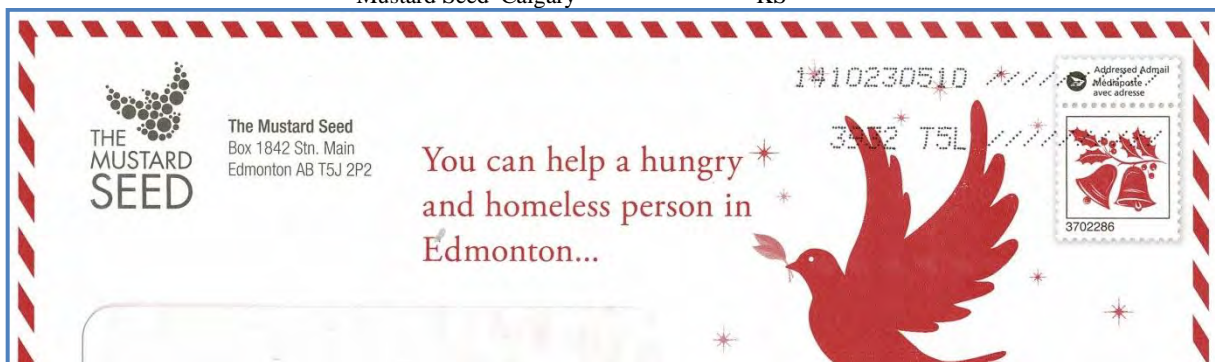 Mustard Seed Calgary KS
THE
MUSTARD
SEED
The Mustard Seed
Box 1842 Stn. Main
Edmonton AB T5J 2P2
You can help a hungry
and homeless person in
Edmonton...
1410230510 /////////
3932 T5L /////////
Addressed Admail
Médiaposte
avec adresse
3702286